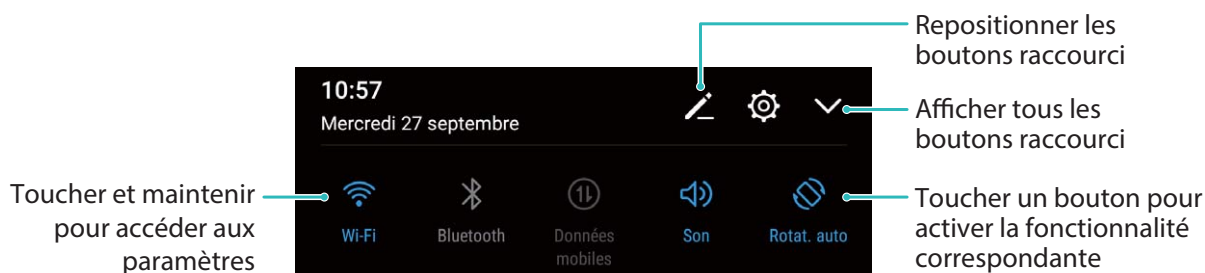 Repositionner les
boutons raccourci
10:57
Mercredi 27 septembre
Afficher tous les
boutons raccourci
Toucher et maintenir
pour accéder aux
paramètres
Wi-Fi
Bluetooth
Données
mobiles
Son
Rotat. auto
Toucher un bouton pour
activer la fonctionnalité
correspondante